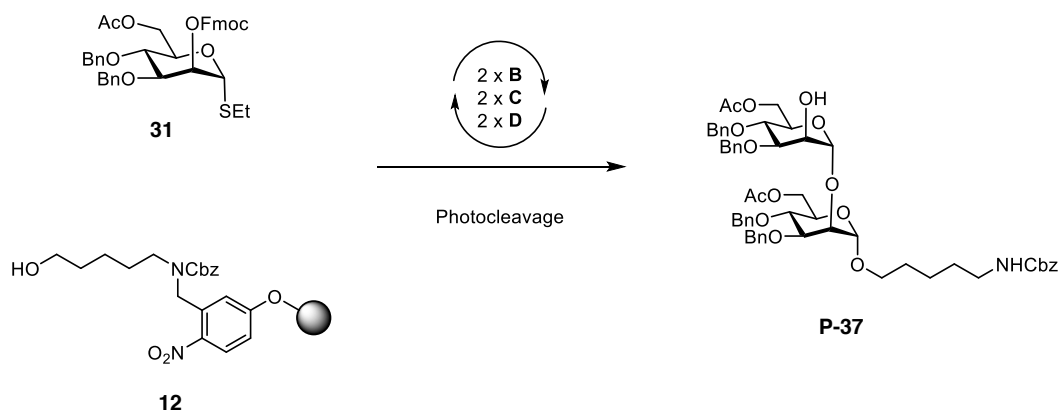 AcO
OFmoc
O
BnO
BnO
SEt
31
2 x B
2 x C
2 x D
Photocleavage
HO
NCbz
O
O₂N
12
AcO
OH
O
BnO
BnO
O
AcO
O
BnO
BnO
O
NHCbz
P-37